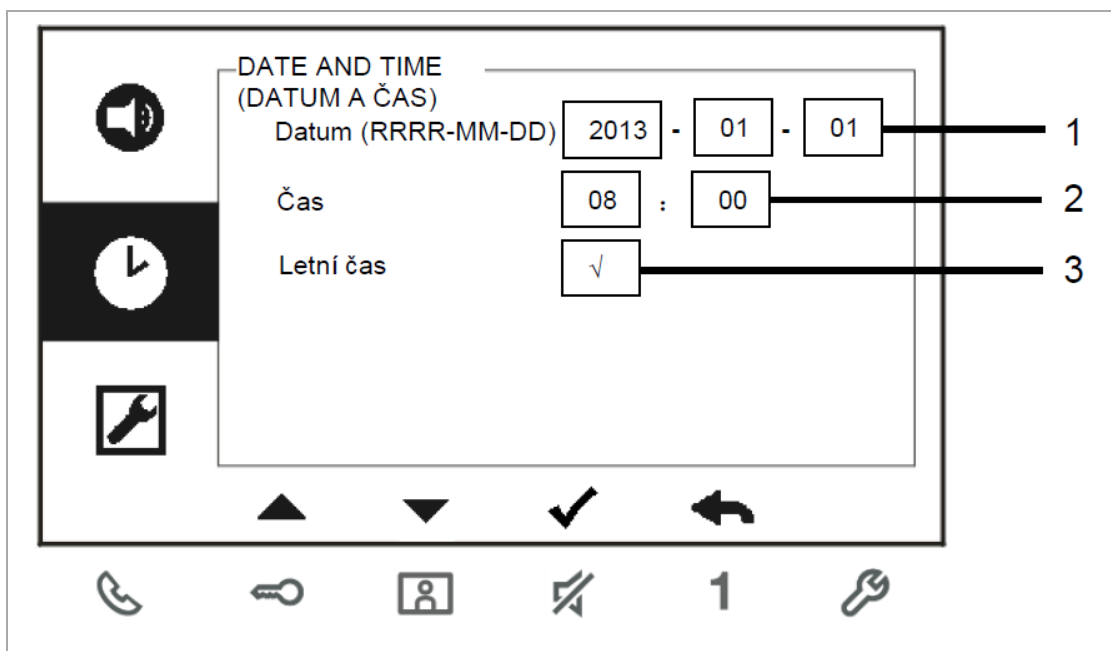 DATE AND TIME
(DATUM A ČAS)
Datum (RRRR-MM-DD) 2013 - 01 - 01 1
Čas 08 : 00 2
Letní čas √ 3
1